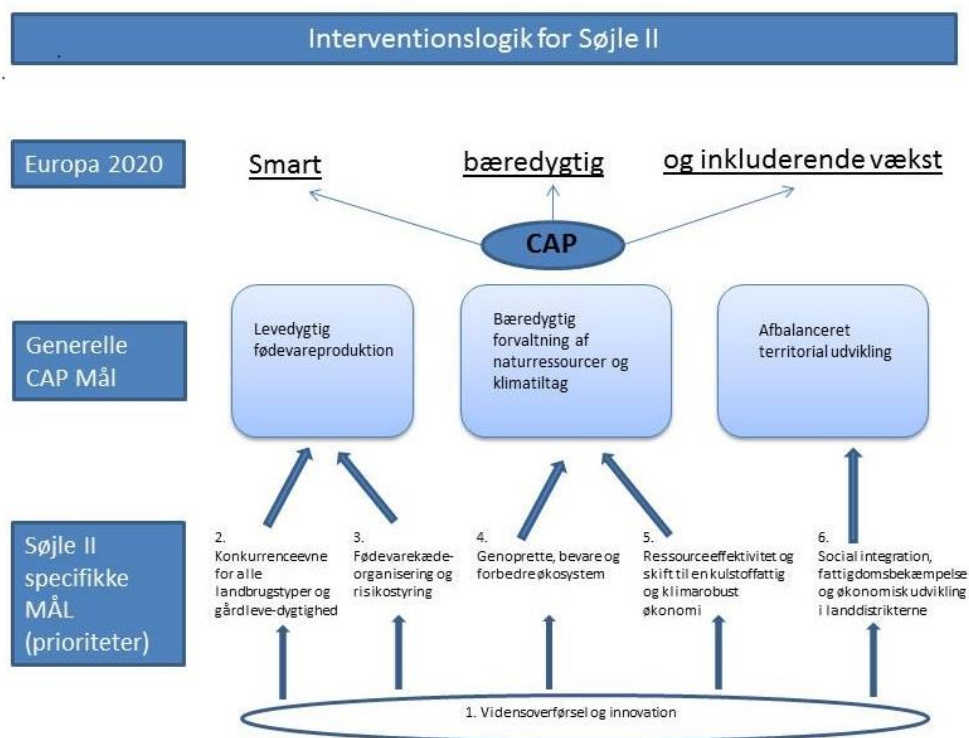 Interventionslogik for Søjle II
Europa 2020
Smart
bæredygtig
og inkluderende vækst
CAP
Generelle
CAP Mål
Levedygtig
fødevareproduktion
Bæredygtig
forvaltning af
naturressourcer og
klimatiltag
Afbalanceret
territorial udvikling
Søjle II
specifikke
MÅL
(prioriteter)
2.
Konkurrenceevne
for alle
landbrugstyper og
gårdleve-dygtighed
3.
Fødevarekæde-
organisering og
risikostyring
4.
Genoprette, bevare og
forbedre økosystem
5.
Ressourceeffektivitet og
skift til en kulstoffattig
og klimarobust
økonomi
6.
Social integration,
fattigdomsbekæmpelse
og økonomisk udvikling
i landdistrikterne
1. Vidensoverførsel og innovation